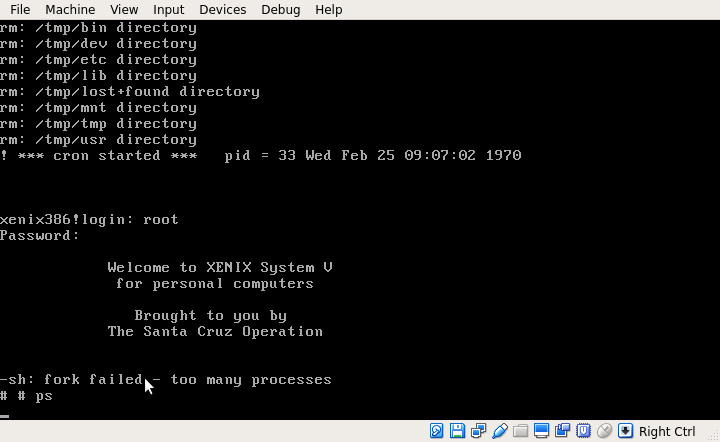 File Machine View Input Devices Debug Help
rm: /tmp/bin directory
rm: /tmp/dev directory
rm: /tmp/etc directory
rm: /tmp/lib directory
rm: /tmp/lost+found directory
rm: /tmp/mnt directory
rm: /tmp/tmp directory
rm: /tmp/usr directory
! *** cron started *** pid = 33 Wed Feb 25 09:07:02 1970
xenix386!login: root
Password:
Welcome to XENIX System V
for personal computers
Brought to you by
The Santa Cruz Operation
-sh: fork failed - too many processes
# # ps
Right Ctrl